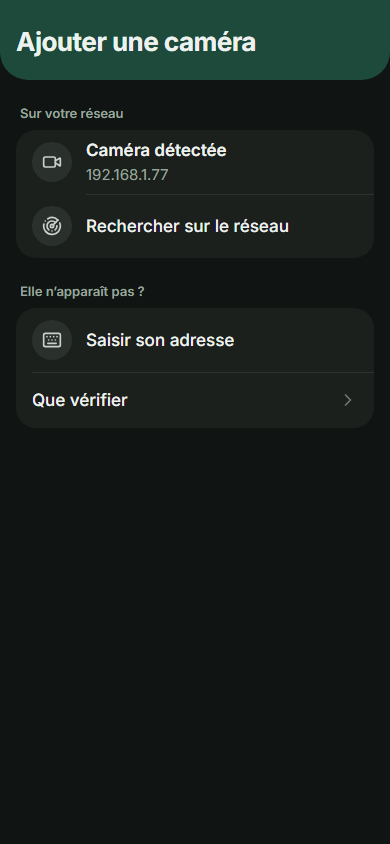 Ajouter une caméra
Sur votre réseau
Caméra détectée
192.168.1.77
Rechercher sur le réseau
Elle n’apparaît pas ?
Saisir son adresse
Que vérifier